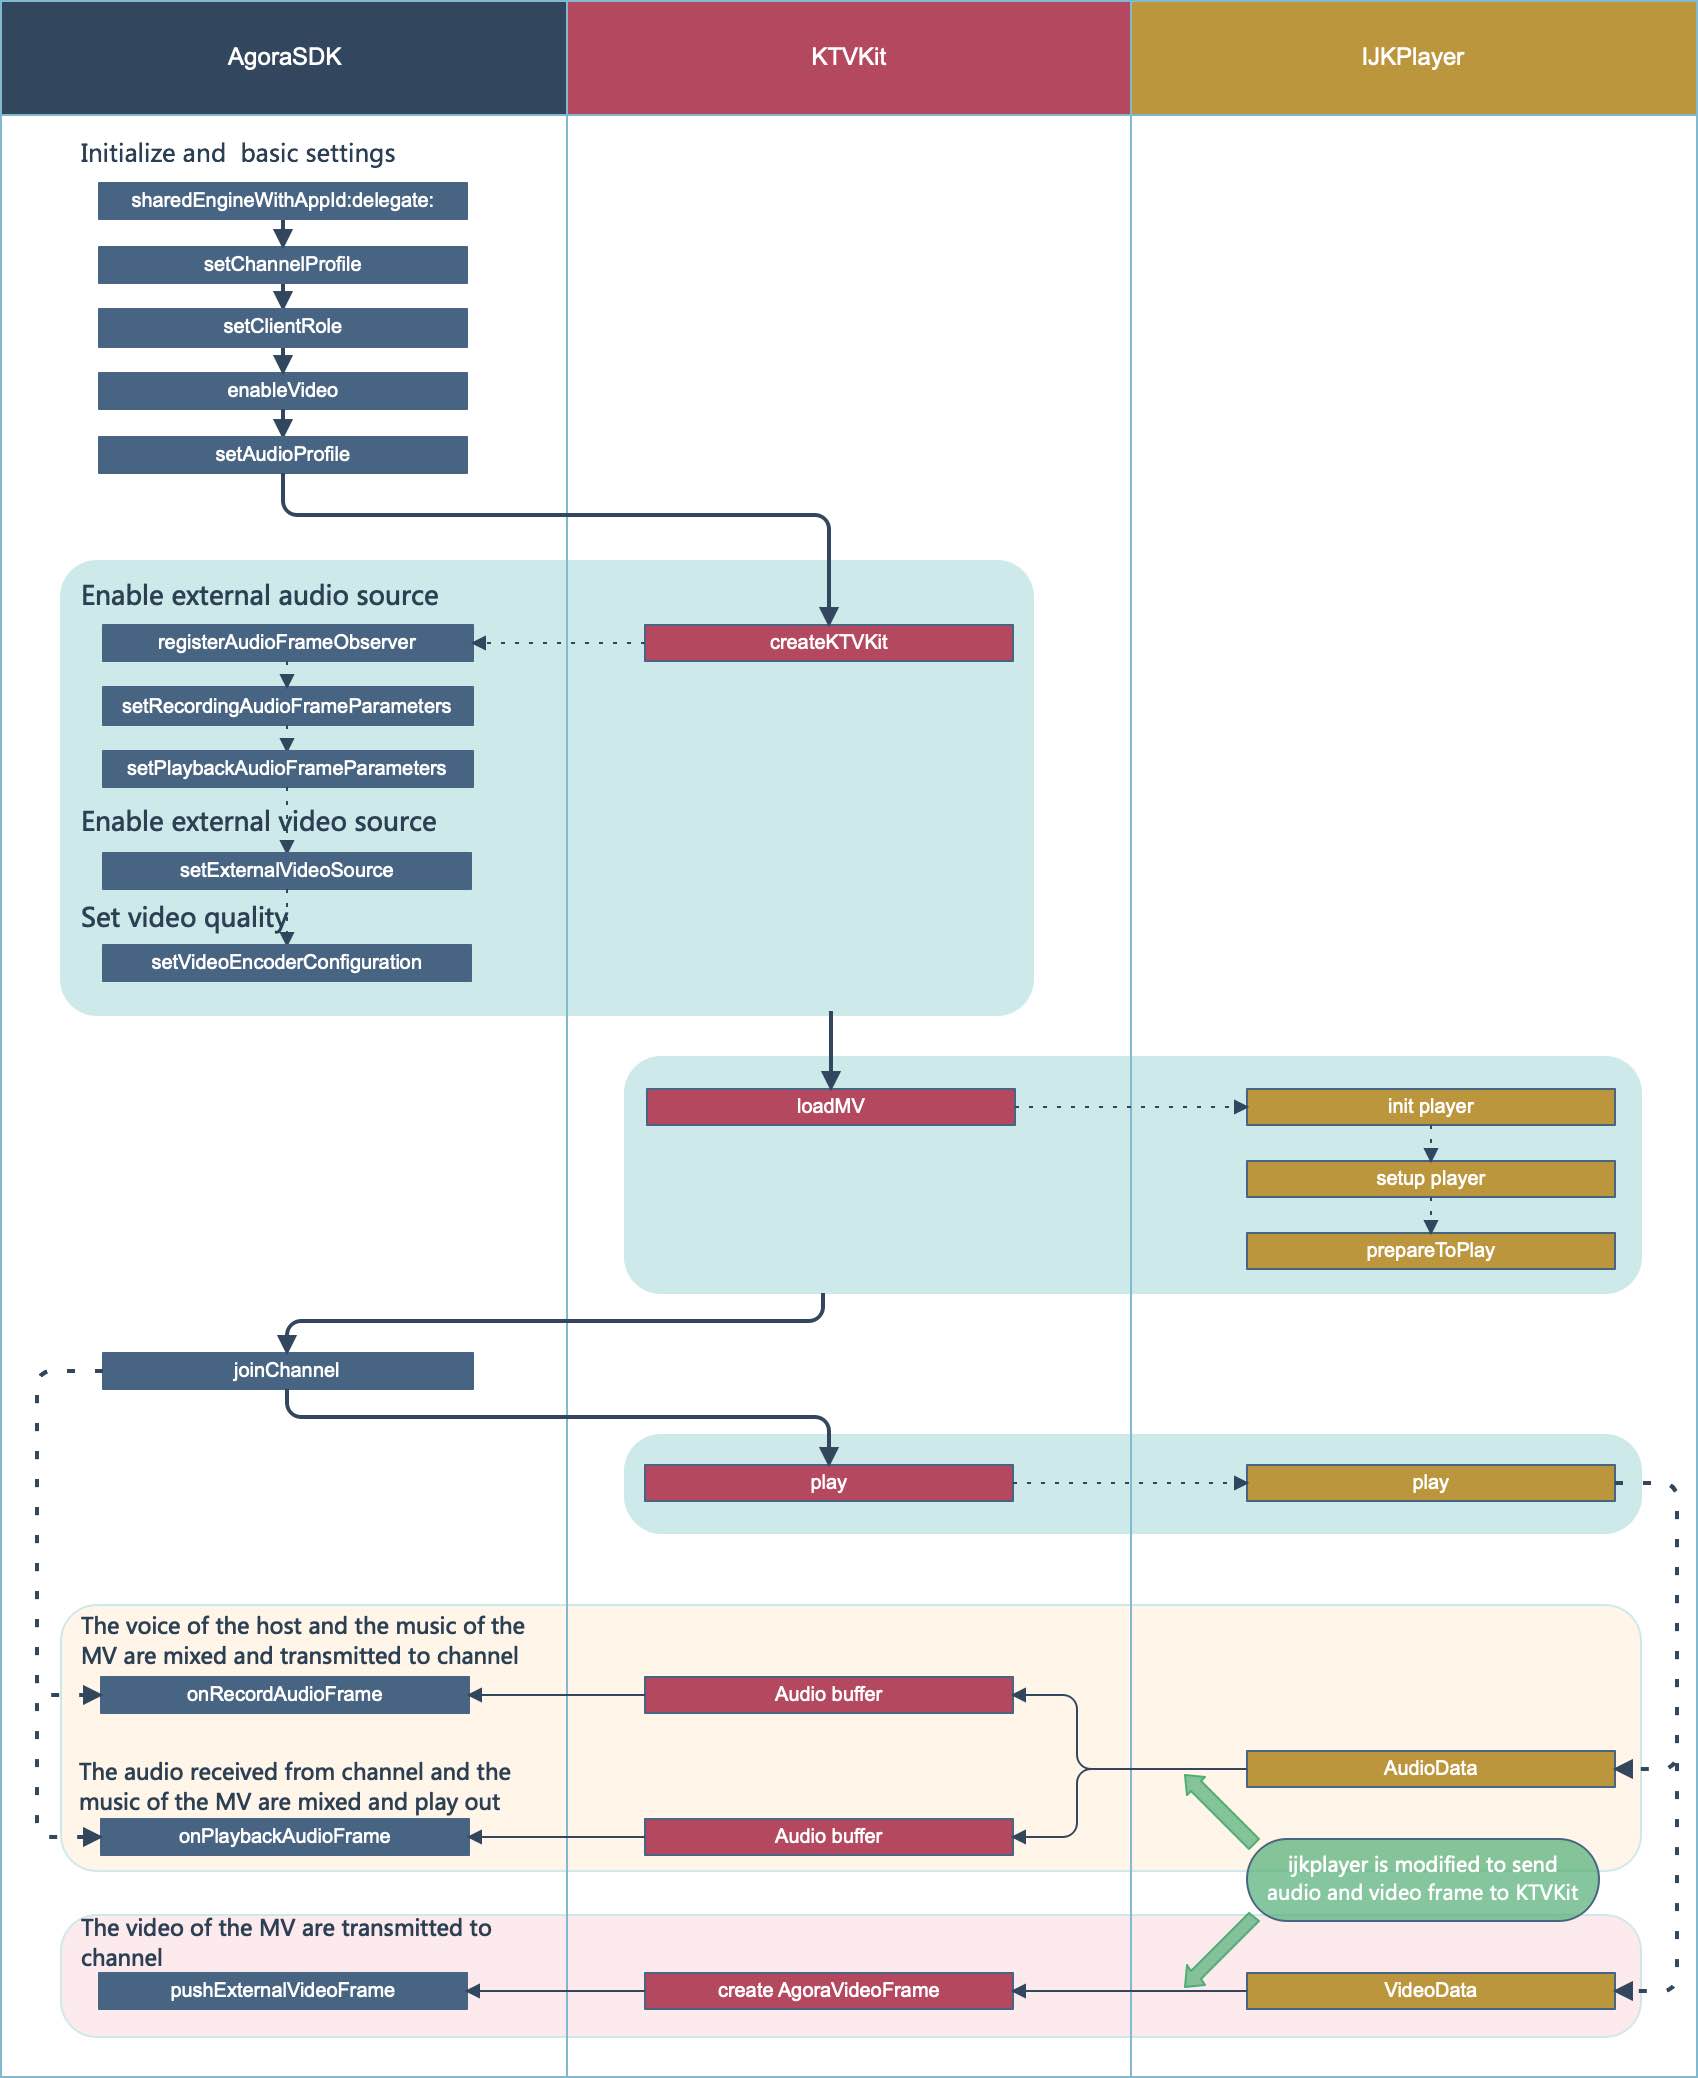 AgoraSDK
KTVKit
IJKPlayer
Initialize and  basic settings
sharedEngineWithAppId:delegate:
setChannelProfile
setClientRole
enableVideo
setAudioProfile
Enable external audio source
registerAudioFrameObserver
createKTVKit
setRecordingAudioFrameParameters
setPlaybackAudioFrameParameters
Enable external video source
setExternalVideoSource
Set video quality
setVideoEncoderConfiguration
loadMV
init player
setup player
prepareToPlay
joinChannel
play
play
The voice of the host and the music of the
MV are mixed and transmitted to channel
onRecordAudioFrame
Audio buffer
AudioData
The audio received from channel and the
music of the MV are mixed and play out
onPlaybackAudioFrame
Audio buffer
ijkplayer is modified to send
audio and video frame to KTVKit
The video of the MV are transmitted to
channel
pushExternalVideoFrame
create AgoraVideoFrame
VideoData